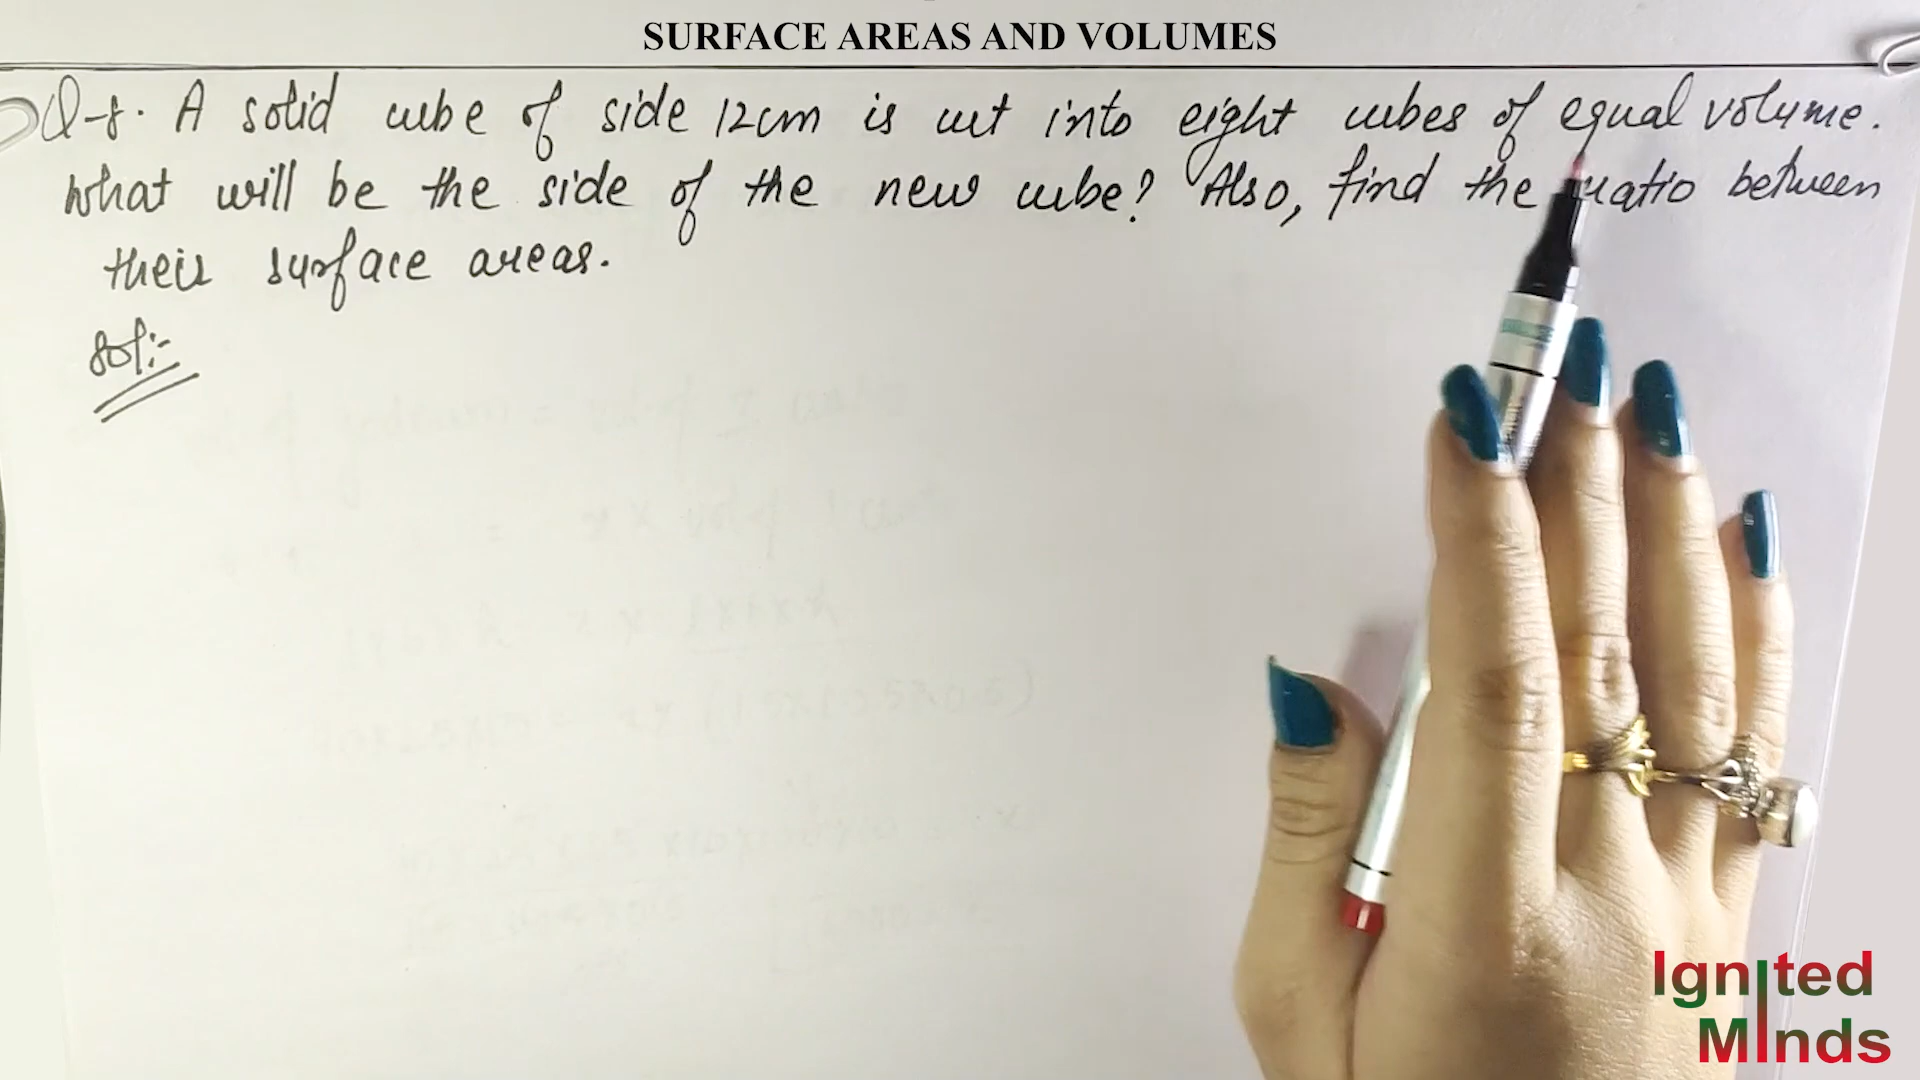 SURFACE AREAS AND VOLUMES
Q-8. A solid cube of side 12cm is cut into eight cubes of equal volume.
What will be the side of the new cube? Also, find the ratio between
their surface areas.
Sol:-
Ignited
Minds